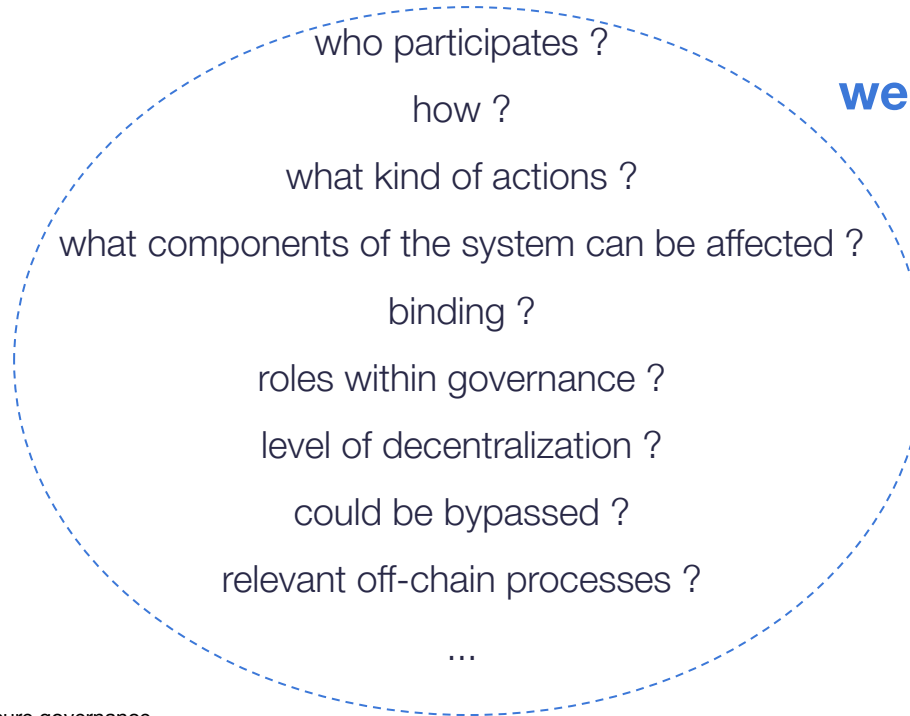 who participates ?
we
how ?
what kind of actions ?
what components of the system can be affected ?
binding ?
roles within governance ?
level of decentralization ?
could be bypassed ?
relevant off-chain processes ?
...
governance